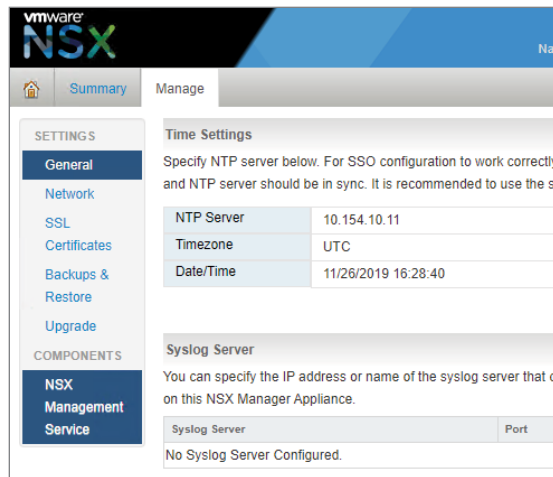 vmware
NSX
Na
Summary
Manage
SETTINGS
General
Network
SSL
Certificates
Backups &
Restore
Upgrade
COMPONENTS
NSX
Management
Service
Time Settings
Specify NTP server below. For SSO configuration to work correctly
and NTP server should be in sync. It is recommended to use the s
NTP Server 10.154.10.11
Timezone UTC
Date/Time 11/26/2019 16:28:40
Syslog Server
You can specify the IP address or name of the syslog server that c
on this NSX Manager Appliance.
Syslog Server Port
No Syslog Server Configured.